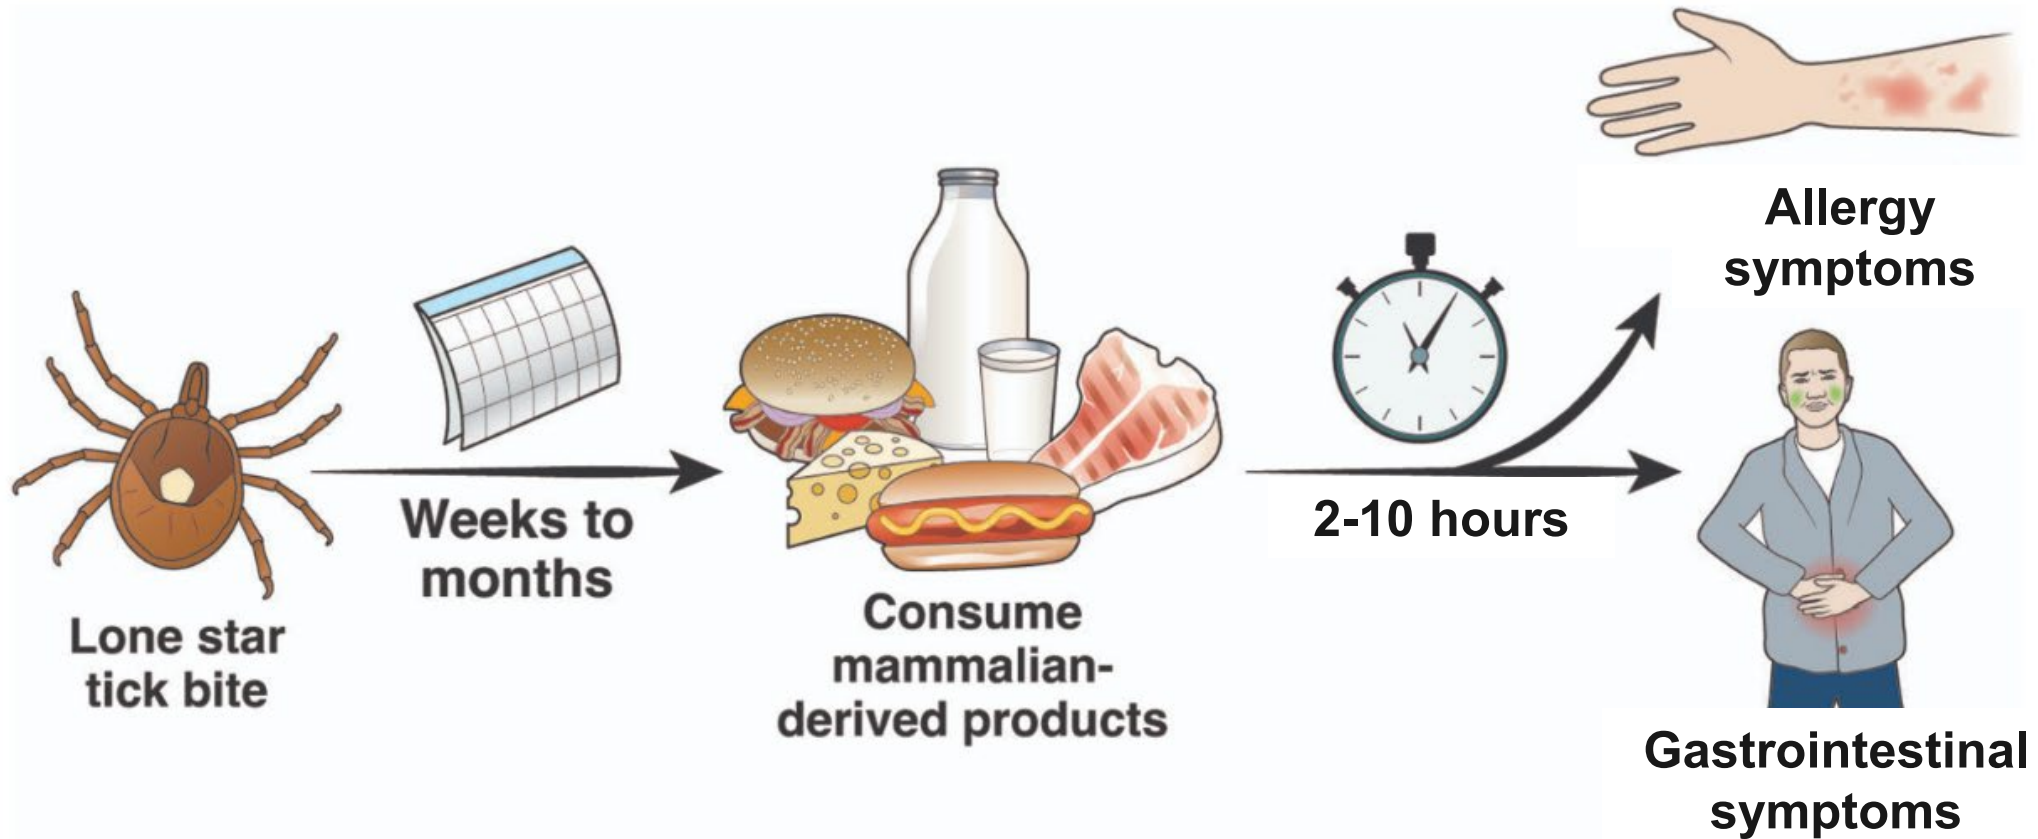 Lone star
tick bite
Weeks to
months
Consume
mammalian-
derived products
2-10 hours
Allergy
symptoms
Gastrointestinal
symptoms